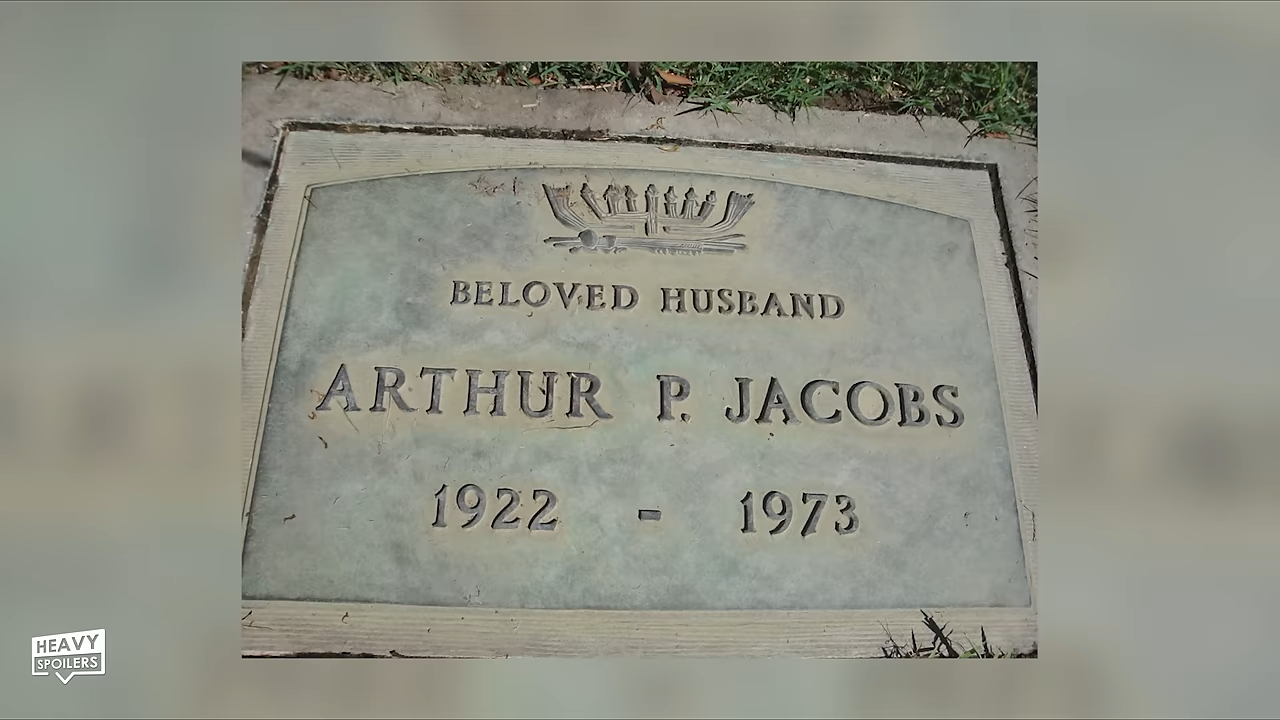 BELOVED HUSBAND
ARTHUR P. JACOBS
1922 - 1973
HEAVY
SPOILERS